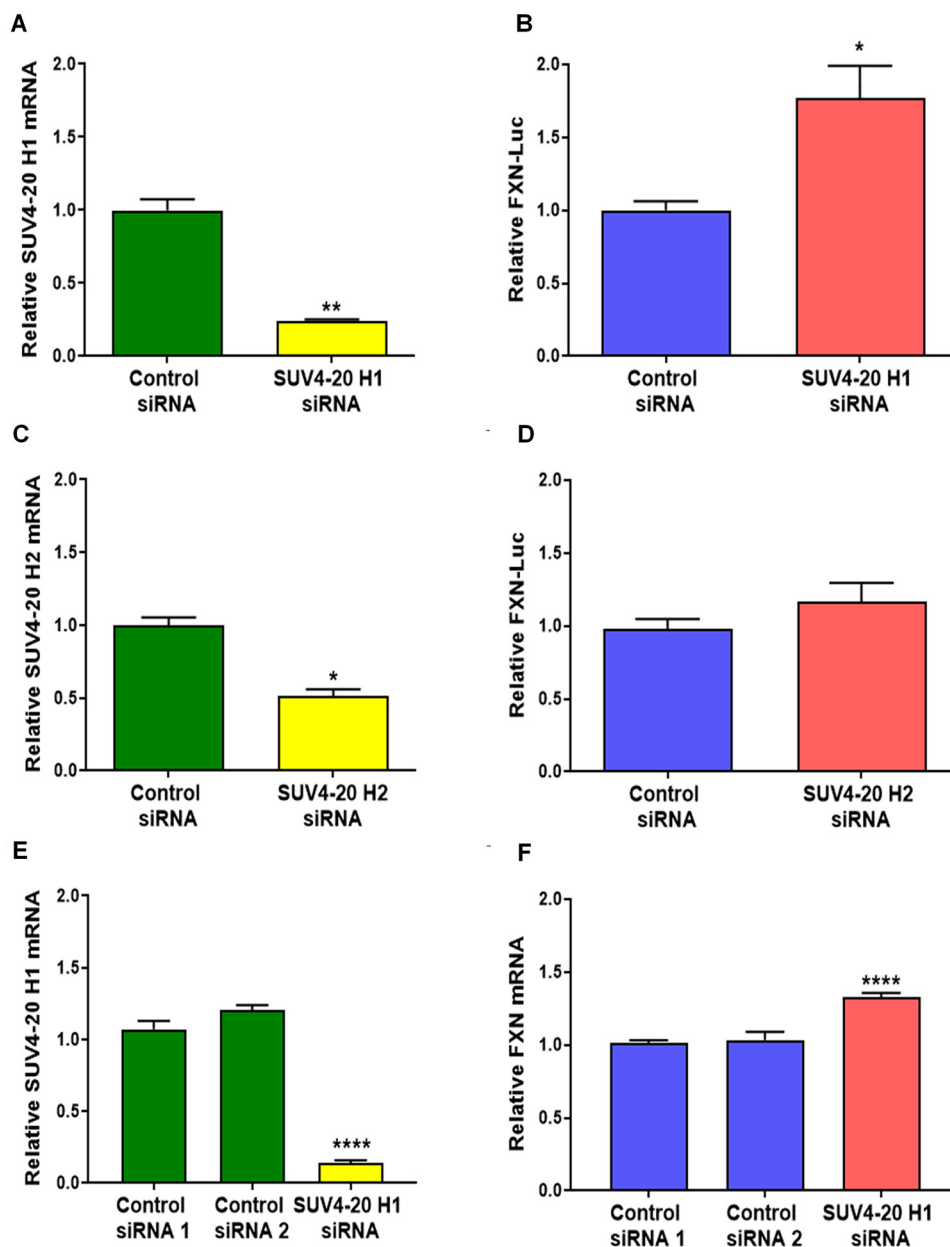 A
Relative SUV4-20 H1 mRNA
2.0
1.5
1.0
0.5
0.0
**
Control
siRNA
SUV4-20 H1
siRNA
B
Relative FXN-Luc
2.0
1.5
1.0
0.5
0.0
*
Control
siRNA
SUV4-20 H1
siRNA
C
Relative SUV4-20 H2 mRNA
2.0
1.5
1.0
0.5
0.0
*
Control
siRNA
SUV4-20 H2
siRNA
D
Relative FXN-Luc
2.0
1.5
1.0
0.5
0.0
Control
siRNA
SUV4-20 H2
siRNA
E
Relative SUV4-20 H1 mRNA
2.0
1.5
1.0
0.5
0.0
****
Control
siRNA 1
Control
siRNA 2
SUV4-20 H1
siRNA
F
Relative FXN mRNA
2.0
1.5
1.0
0.5
0.0
****
Control
siRNA 1
Control
siRNA 2
SUV4-20 H1
siRNA